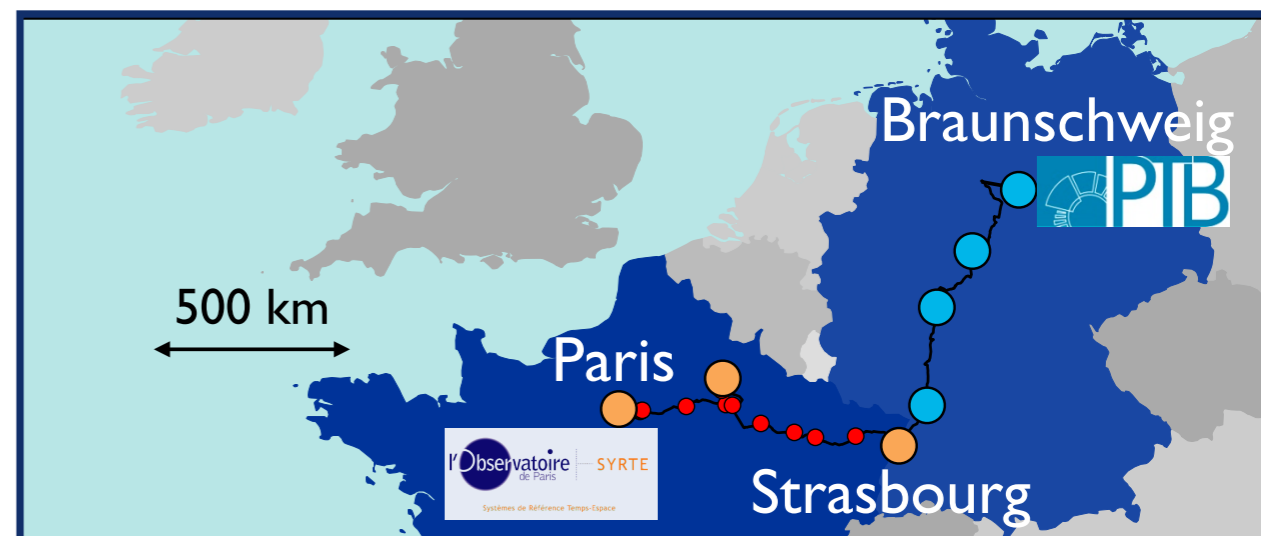 Braunschweig
PTB
500 km
Paris
l'Observatoire
de Paris
SYRTE
Systèmes de Référence Temps-Espace
Strasbourg